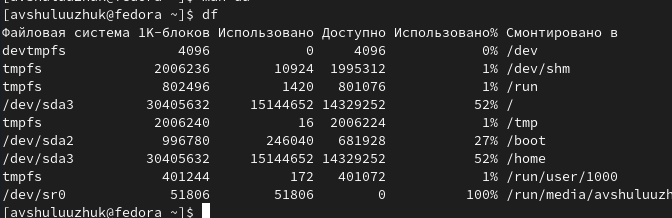 [avshuluuzhuk@fedora ~]$ df
Файловая система 1K-блоков Использовано Доступно Использовано% Смонтировано в
devtmpfs 4096 0 4096 0% /dev
tmpfs 2006236 10924 1995312 1% /dev/shm
tmpfs 802496 1420 801076 1% /run
/dev/sda3 30405632 15144652 14329252 52% /
tmpfs 2006240 16 2006224 1% /tmp
/dev/sda2 996780 246040 681928 27% /boot
/dev/sda3 30405632 15144652 14329252 52% /home
tmpfs 401244 172 401072 1% /run/user/1000
/dev/sr0 51806 51806 0 100% /run/media/avshuluuzh
[avshuluuzhuk@fedora ~]$